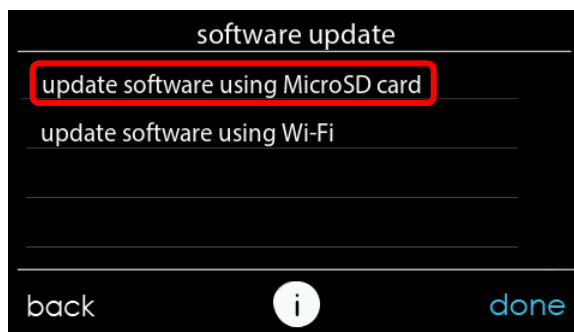 software update
update software using MicroSD card
update software using Wi-Fi
back i done